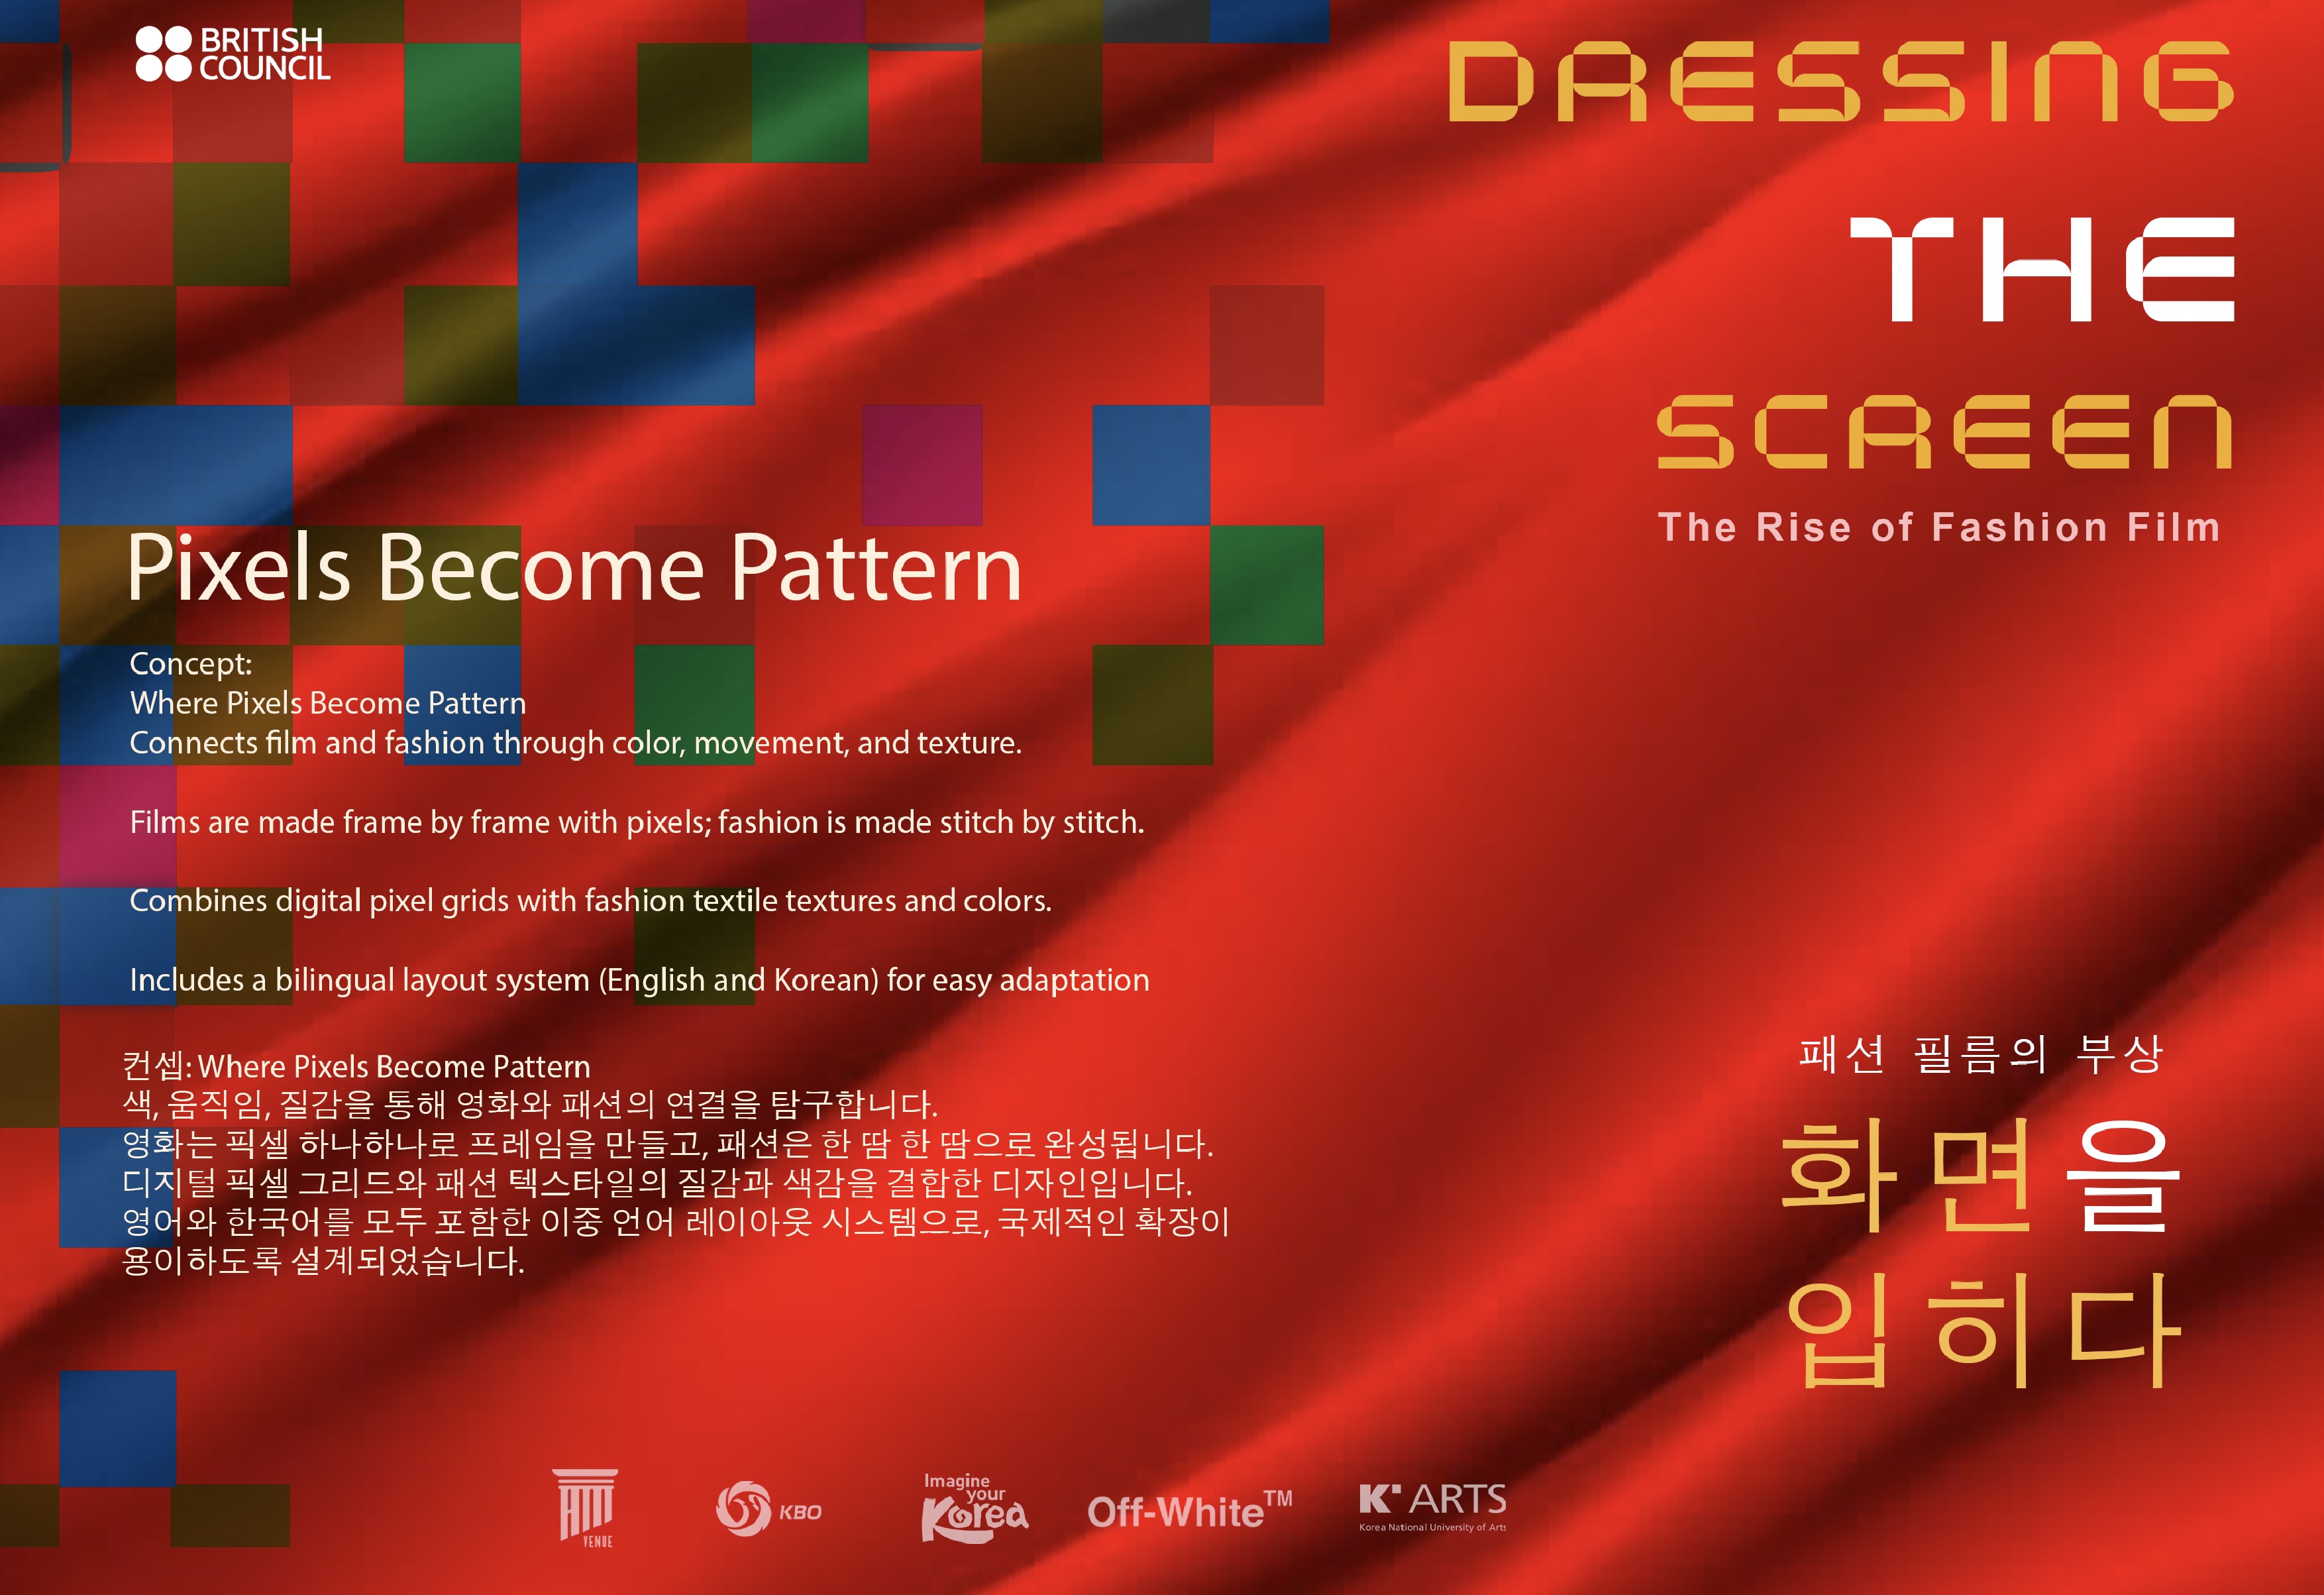 BRITISH
COUNCIL
DRESSING
THE
SCREEN
The Rise of Fashion Film
Pixels Become Pattern
Concept:
Where Pixels Become Pattern
Connects film and fashion through color, movement, and texture.
Films are made frame by frame with pixels; fashion is made stitch by stitch.
Combines digital pixel grids with fashion textile textures and colors.
Includes a bilingual layout system (English and Korean) for easy adaptation
컨셉: Where Pixels Become Pattern
색, 움직임, 질감을 통해 영화와 패션의 연결을 탐구합니다.
영화는 픽셀 하나하나로 프레임을 만들고, 패션은 한 땀 한 땀으로 완성됩니다.
디지털 픽셀 그리드와 패션 텍스타일의 질감과 색감을 결합한 디자인입니다.
영어와 한국어를 모두 포함한 이중 언어 레이아웃 시스템으로, 국제적인 확장이
용이하도록 설계되었습니다.
패션 필름의 부상
화면을
입히다
VENUE
KBO
Imagine
your
Korea
Off-White™
K' ARTS
Korea National University of Arts